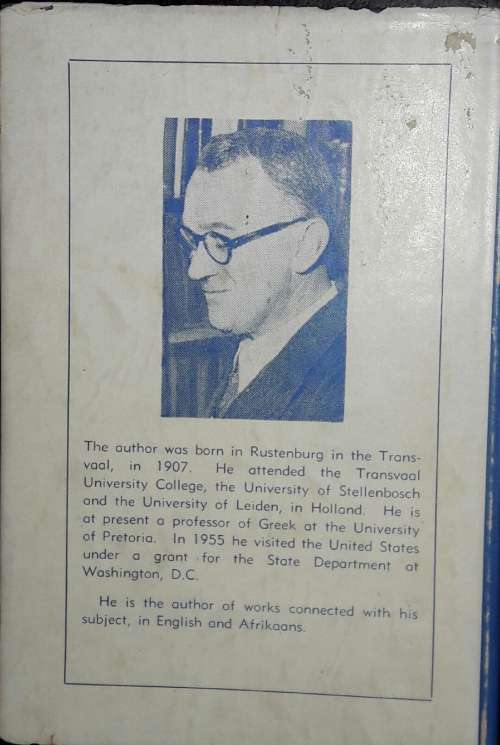 The author was born in Rustenburg in the Trans-
vaal, in 1907. He attended the Transvaal
University College, the University of Stellenbosch
and the University of Leiden, in Holland. He is
at present a professor of Greek at the University
of Pretoria. In 1955 he visited the United States
under a grant for the State Department at
Washington, D.C.
He is the author of works connected with his
subject, in English and Afrikaans.